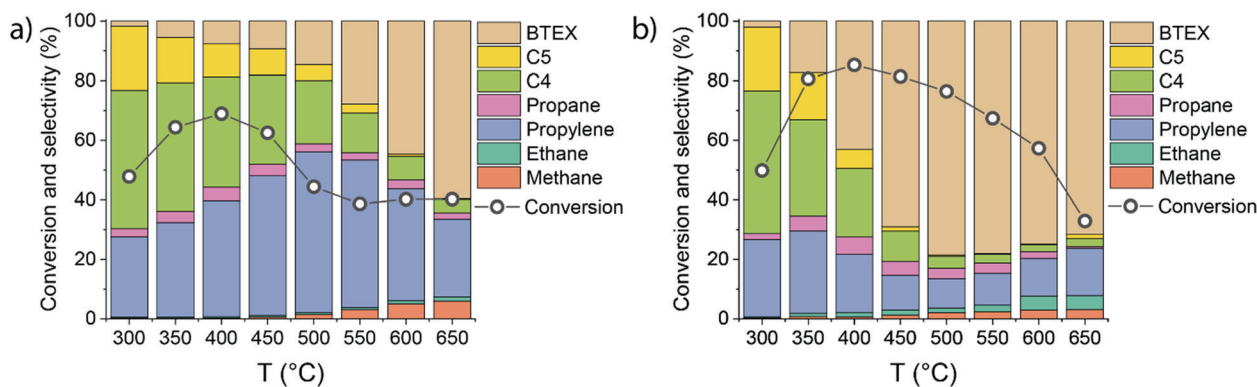 a)
Conversion and selectivity (%)
100
80
60
40
20
0
300 350 400 450 500 550 600 650
T (°C)
BTEX
C5
C4
Propane
Propylene
Ethane
Methane
Conversion
b)
Conversion and selectivity (%)
100
80
60
40
20
0
300 350 400 450 500 550 600 650
T (°C)
BTEX
C5
C4
Propane
Propylene
Ethane
Methane
Conversion